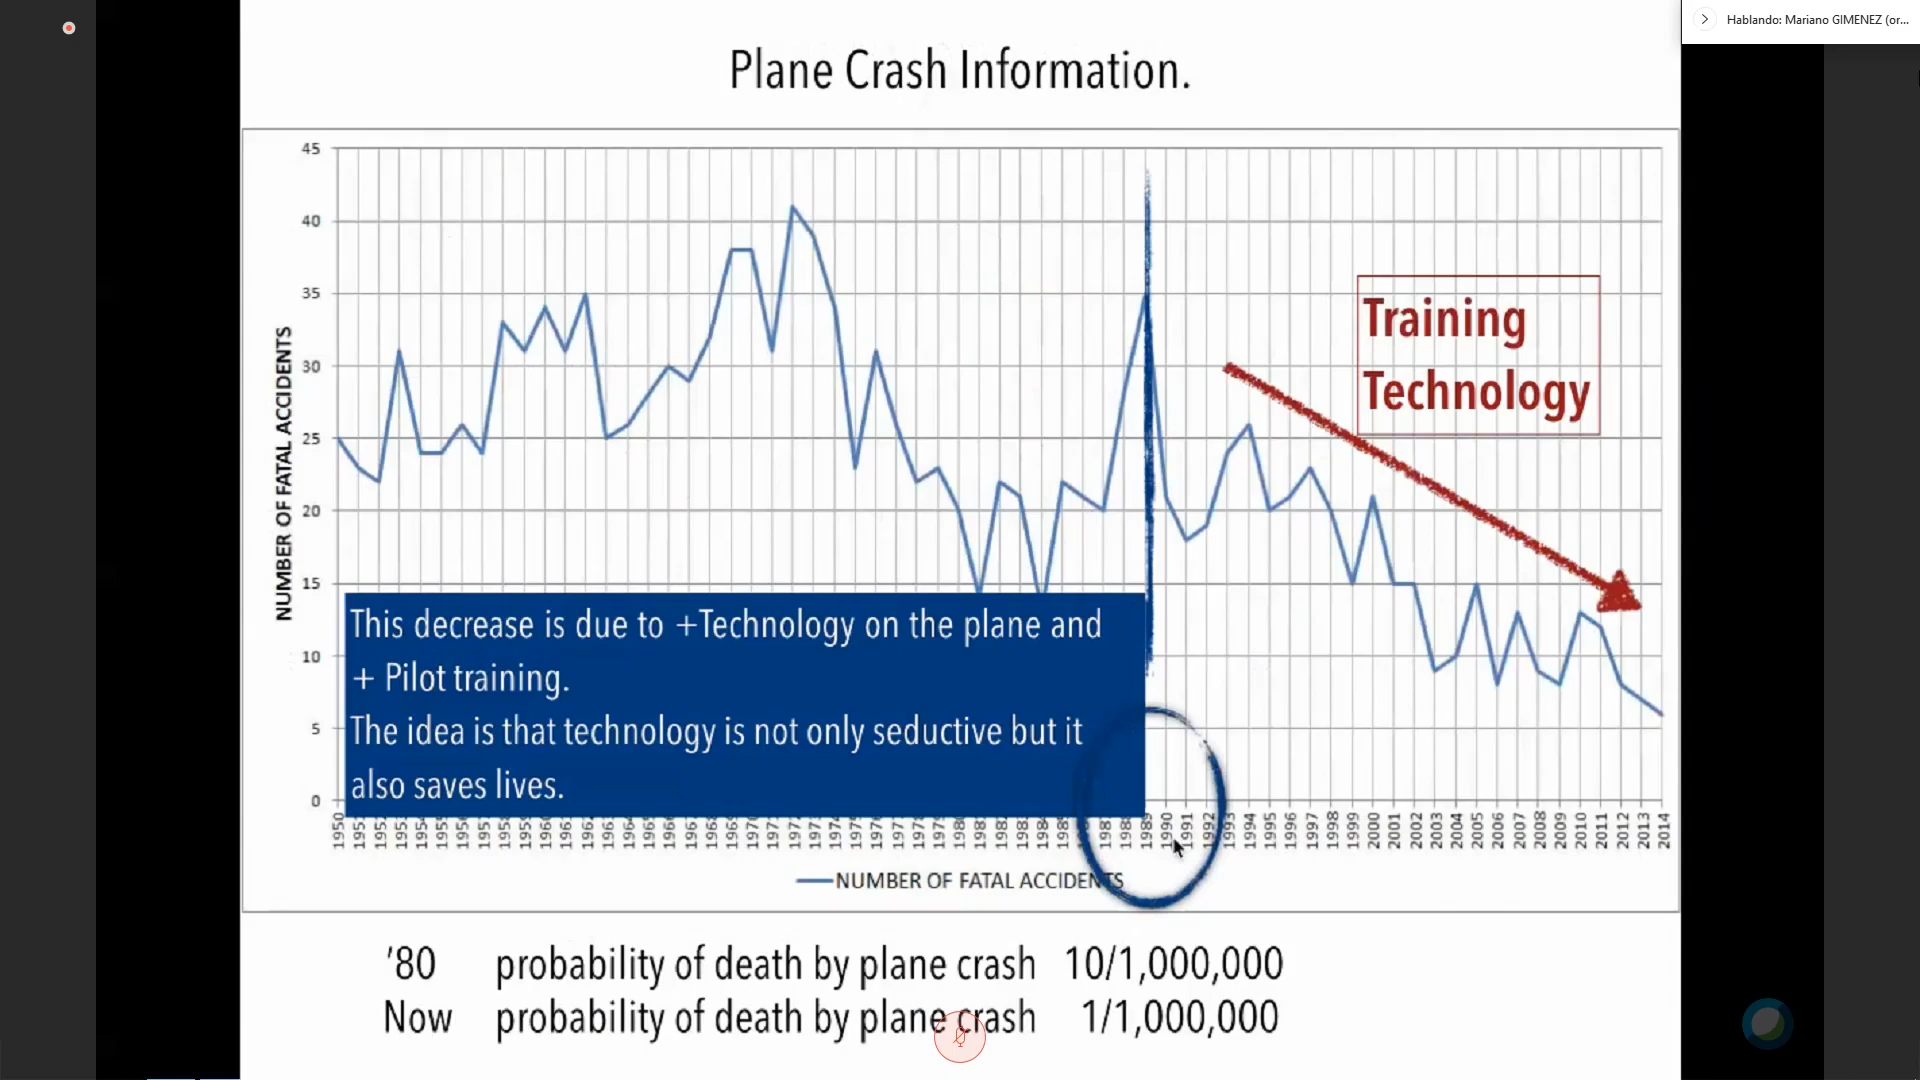 Hablando: Mariano GIMENEZ (or...
Plane Crash Information.
45
40
35
30
25
20
15
10
5
0
NUMBER OF FATAL ACCIDENTS
Training
Technology
This decrease is due to +Technology on the plane and
+ Pilot training.
The idea is that technology is not only seductive but it
also saves lives.
1950 1989 1990 1991 1992 1993 1994 1995 1996 1997 1998 1999 2000 2001 2002 2003 2004 2005 2006 2007 2008 2009 2010 2011 2012 2013 2014
NUMBER OF FATAL ACCIDENTS
'80 probability of death by plane crash 10/1,000,000
Now probability of death by plane crash 1/1,000,000